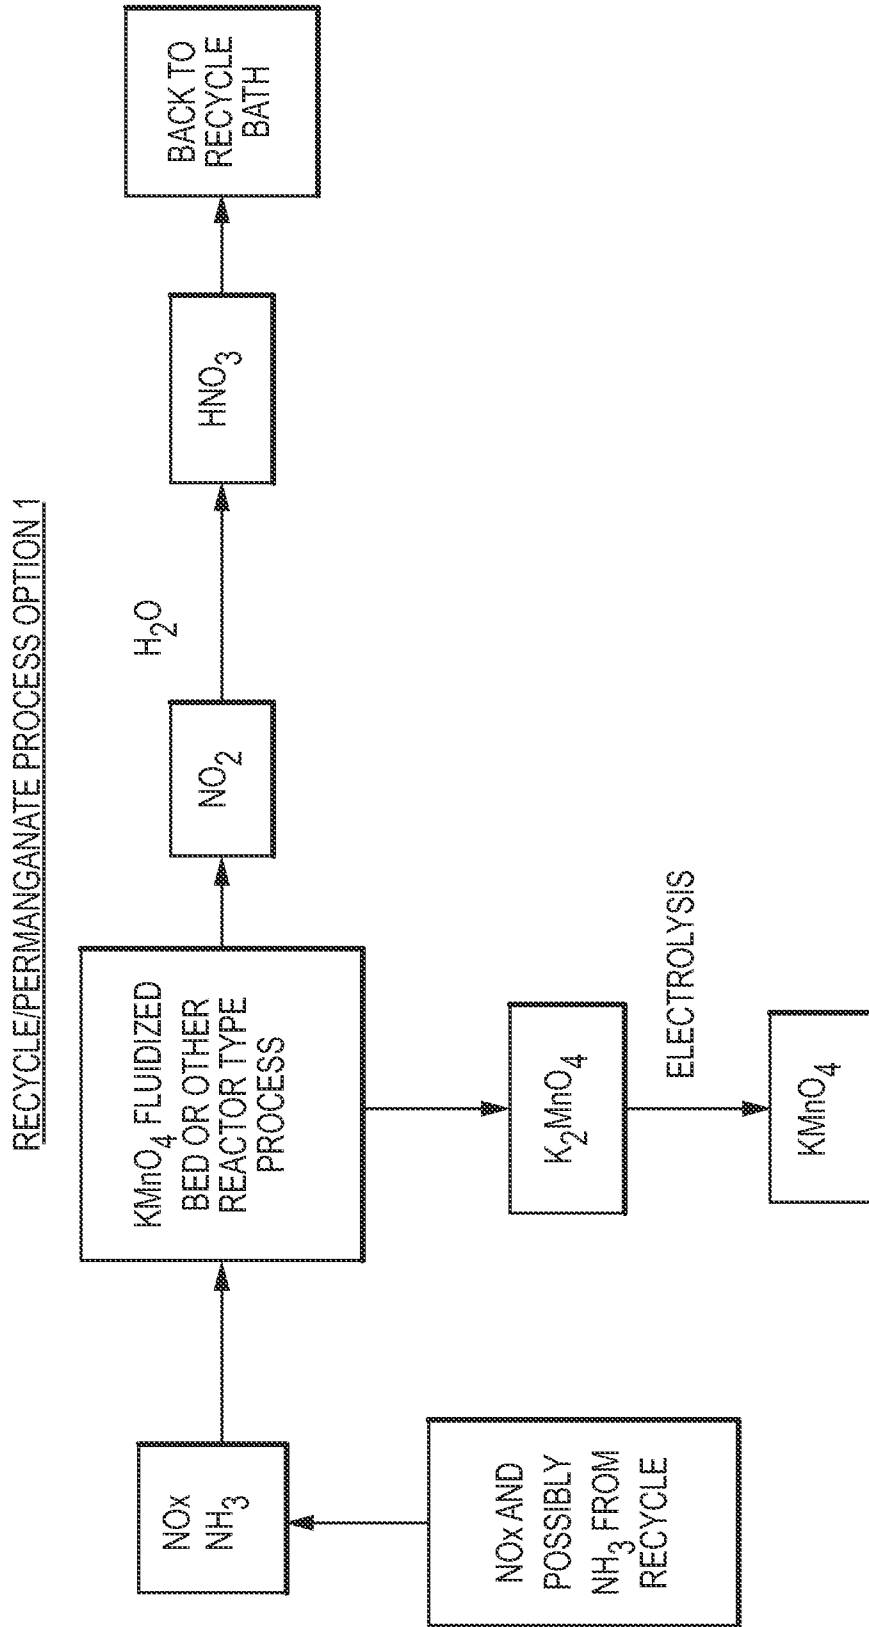 RECYCLE/PERMANGANATE PROCESS OPTION 1
NOx
NH₃
NOx AND
POSSIBLY
NH₃ FROM
RECYCLE
KMnO₄ FLUIDIZED
BED OR OTHER
REACTOR TYPE
PROCESS
NO₂
H₂O
HNO₃
BACK TO
RECYCLE
BATH
K₂MnO₄
ELECTROLYSIS
KMnO₄